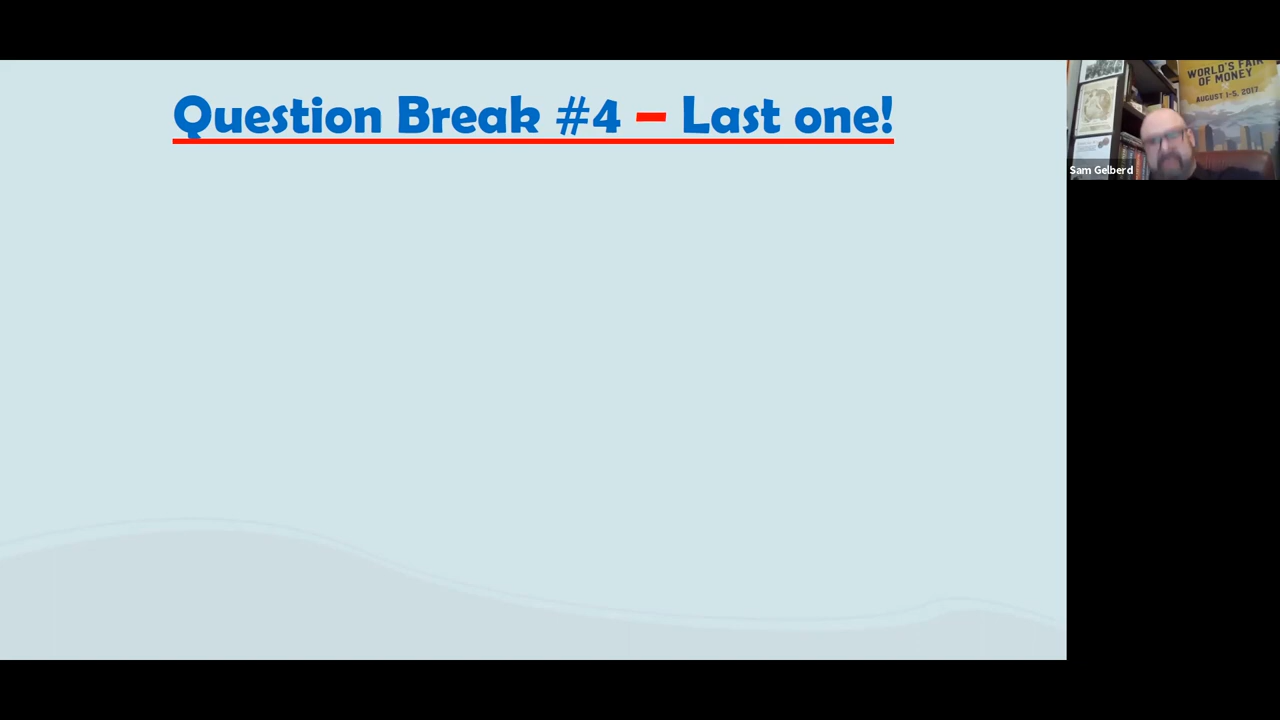 Question Break #4 – Last one!
WORLD'S FAIR
OF MONEY
AUGUST 1-5, 2017
Sam Gelberd